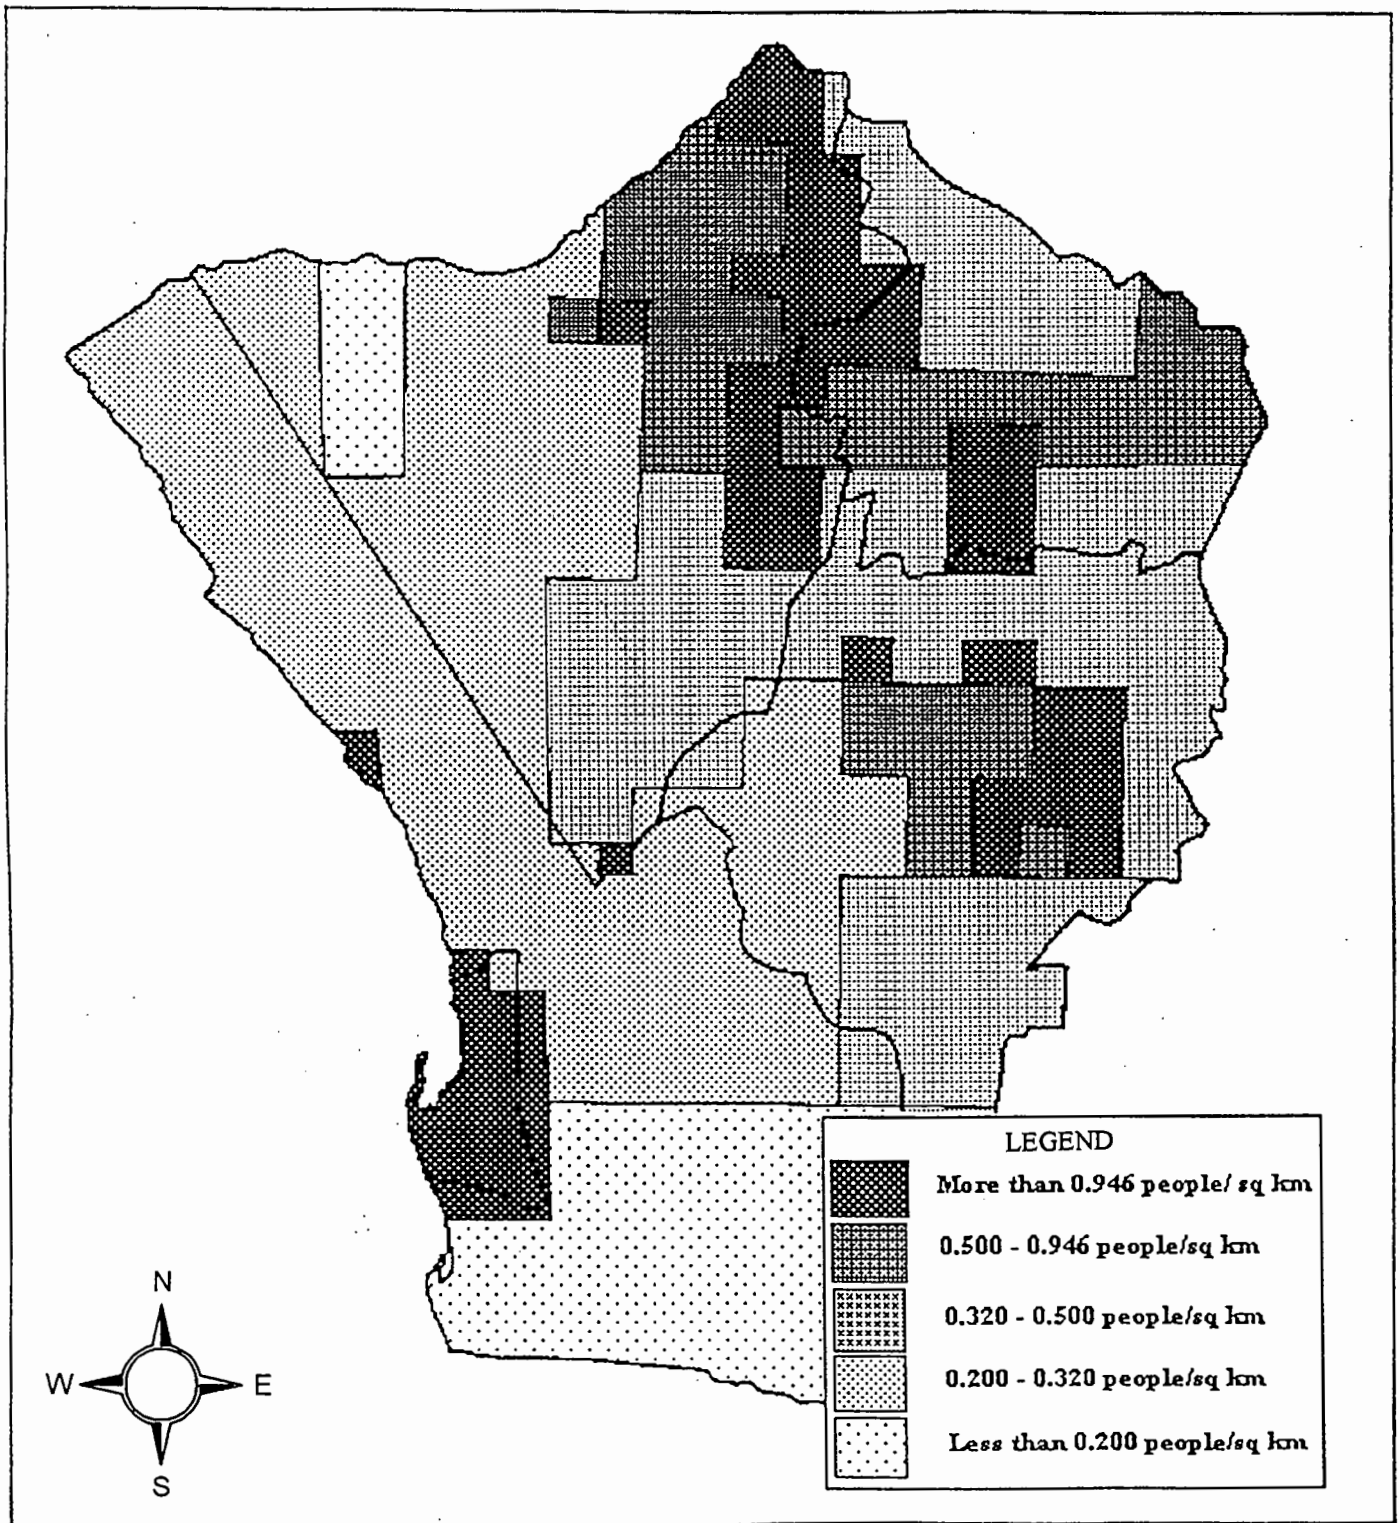 LEGEND
More than 0.946 people/ sq km
0.500 - 0.946 people/sq km
0.320 - 0.500 people/sq km
0.200 - 0.320 people/sq km
Less than 0.200 people/sq km
N
W E
S